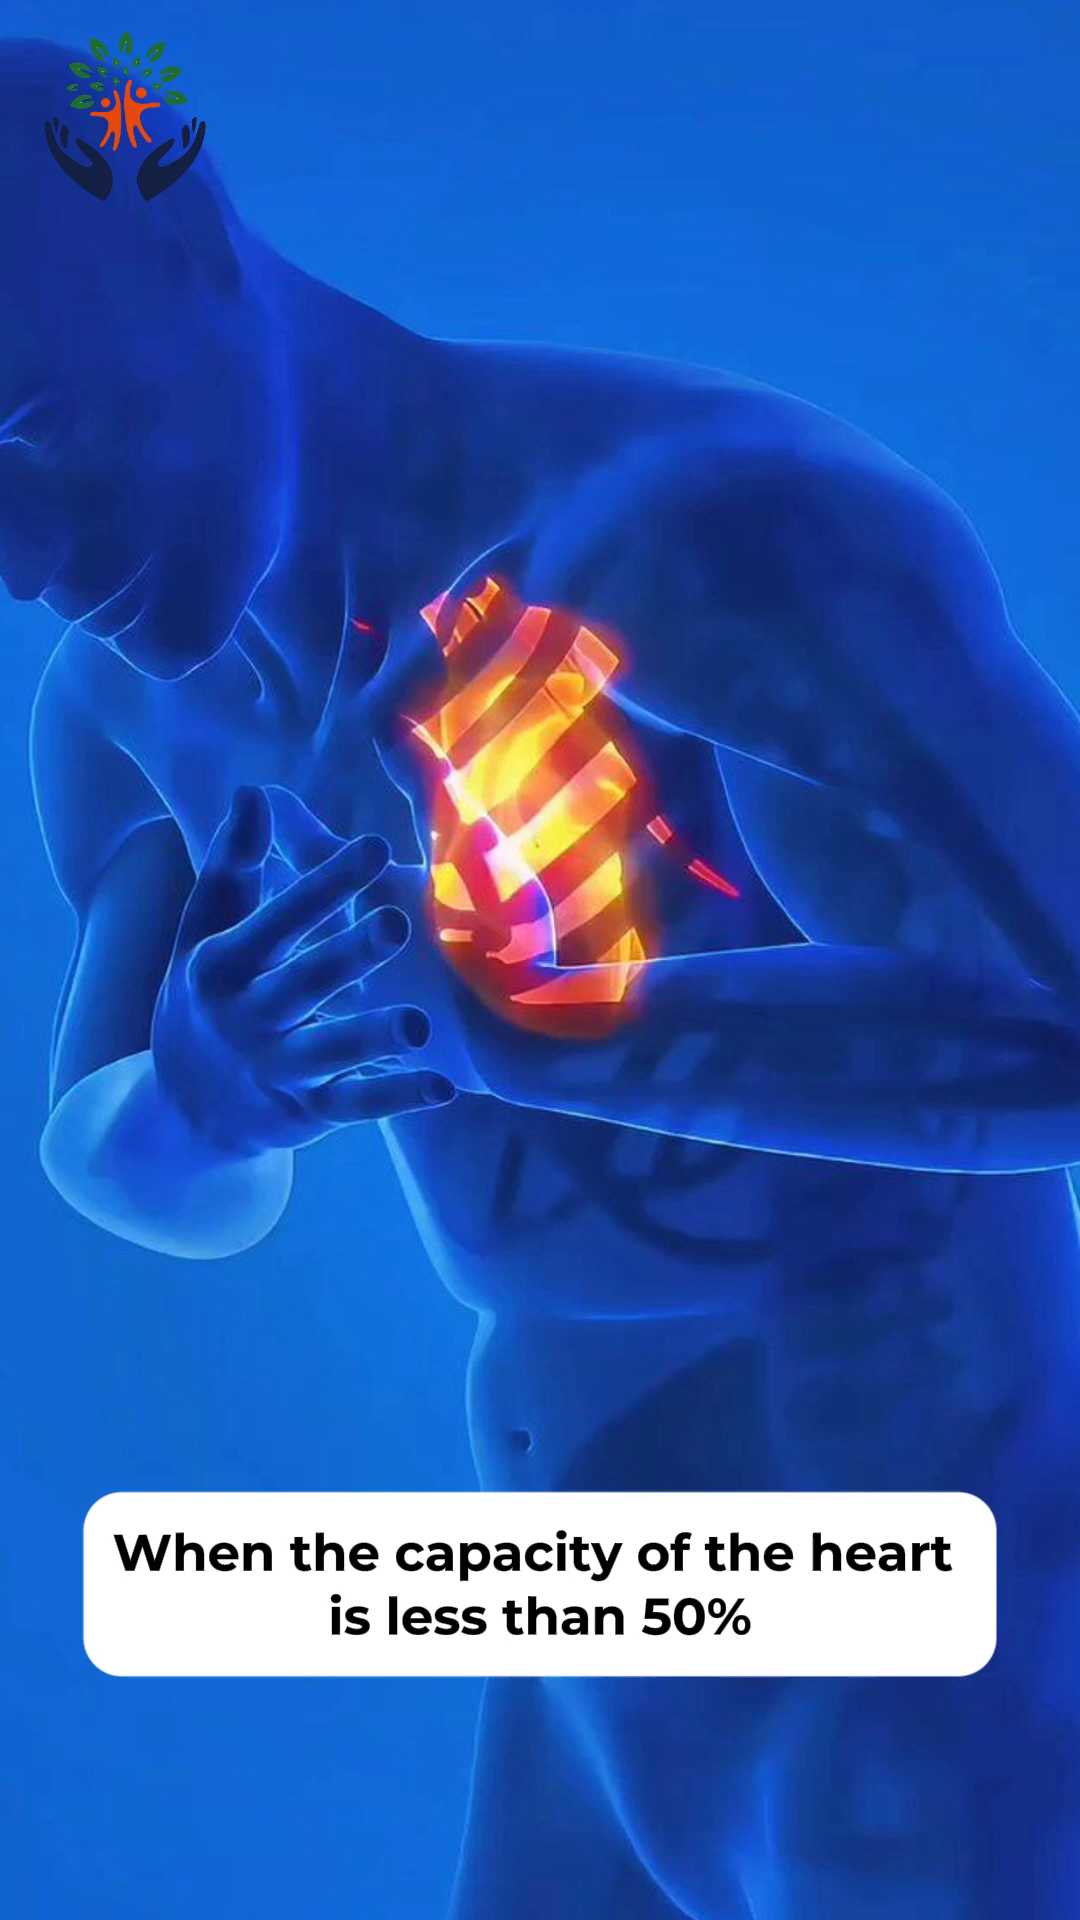 When the capacity of the heart
is less than 50%